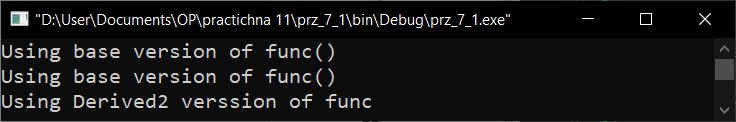 "D:\User\Documents\OP\practichna 11\prz_7_1\bin\Debug\prz_7_1.exe"
Using base version of func()
Using base version of func()
Using Derived2 verssion of func